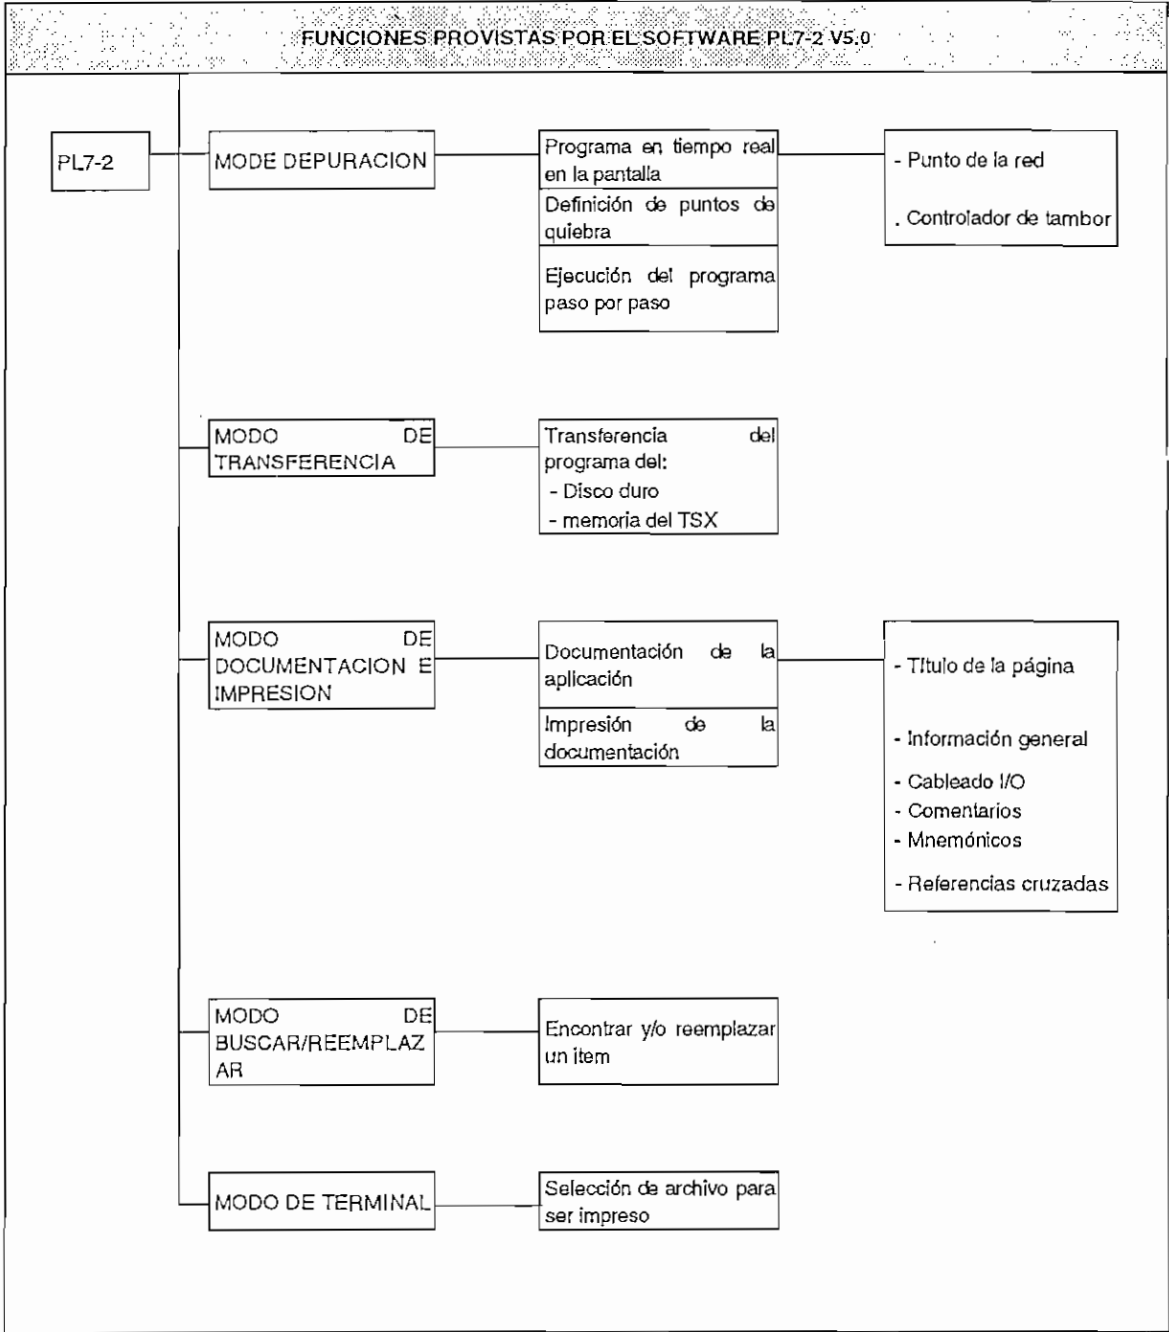 FUNCIONES PROVISTAS POR EL SOFTWARE PL7-2 V5.0
PL7-2
MODE DEPURACION
Programa en tiempo real
en la pantalla
Definición de puntos de
quiebra
Ejecución del programa
paso por paso
- Punto de la red
. Controlador de tambor
MODO DE
TRANSFERENCIA
Transferencia del
programa del:
- Disco duro
- memoria del TSX
MODO DE
DOCUMENTACION E
IMPRESION
Documentación de la
aplicación
Impresión de la
documentación
- Título de la página
- Información general
- Cableado I/O
- Comentarios
- Mnemónicos
- Referencias cruzadas
MODO DE
BUSCAR/REEMPLAZ
AR
Encontrar y/o reemplazar
un item
MODO DE TERMINAL
Selección de archivo para
ser impreso